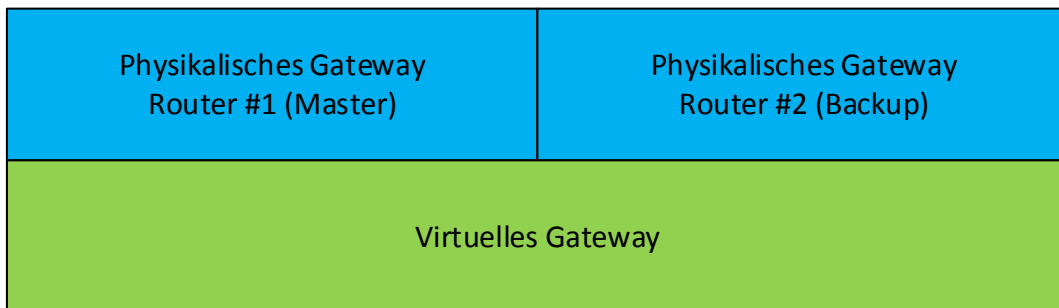 Physikalisches Gateway
Router #1 (Master)
Physikalisches Gateway
Router #2 (Backup)
Virtuelles Gateway